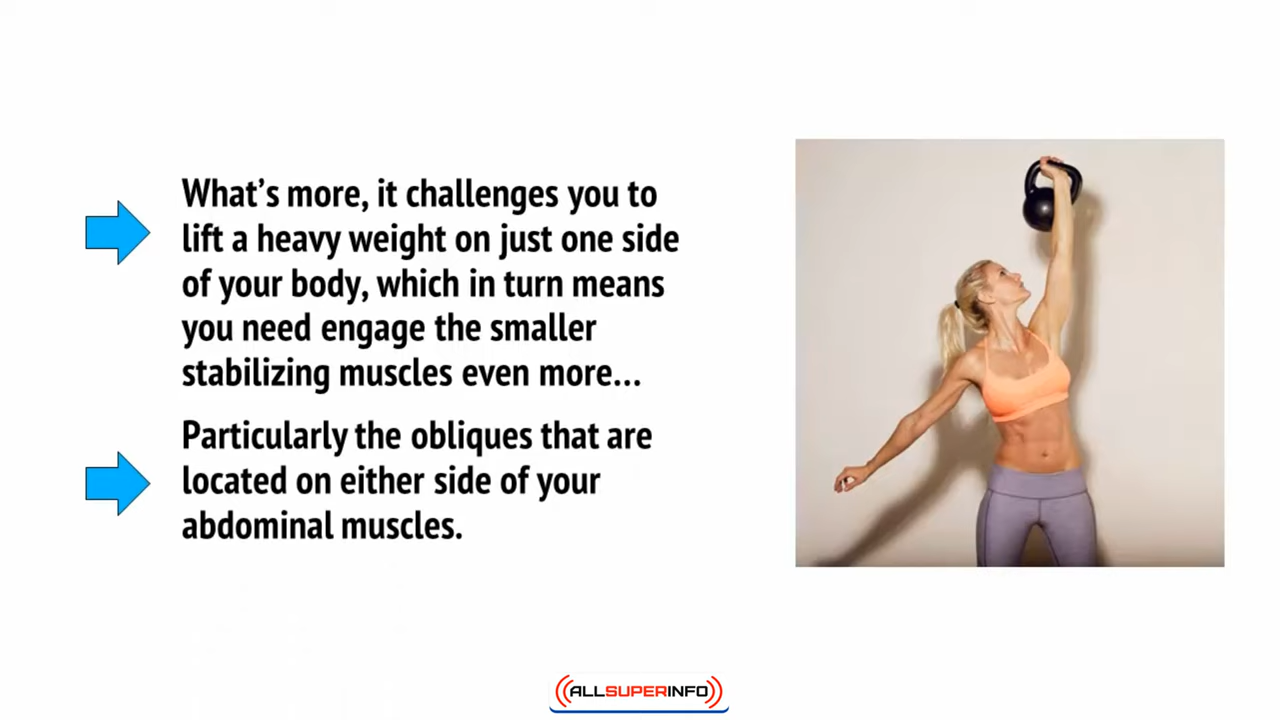 What's more, it challenges you to
lift a heavy weight on just one side
of your body, which in turn means
you need engage the smaller
stabilizing muscles even more...
Particularly the obliques that are
located on either side of your
abdominal muscles.
ALLSUPERINFO